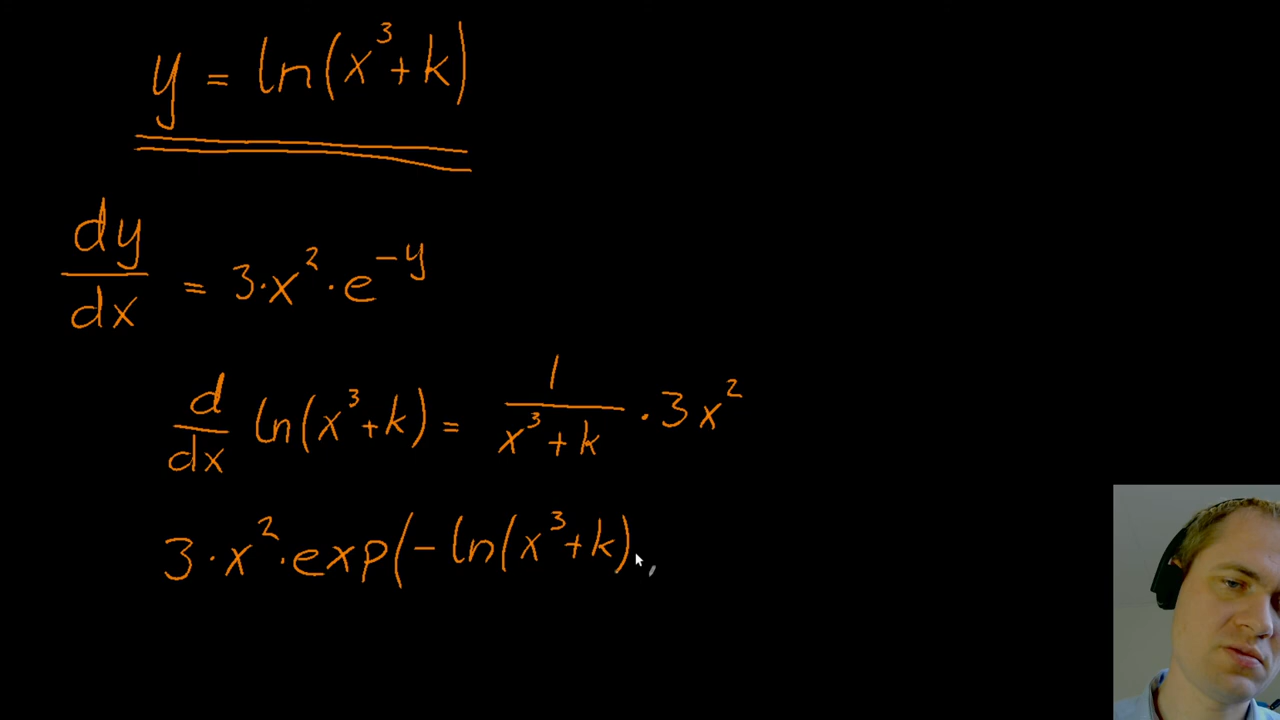 y = ln(x³+k)
dy/dx = 3·x²·e^(-y)
d/dx ln(x³+k) = 1/(x³+k) · 3x²
3·x²·exp(-ln(x³+k)